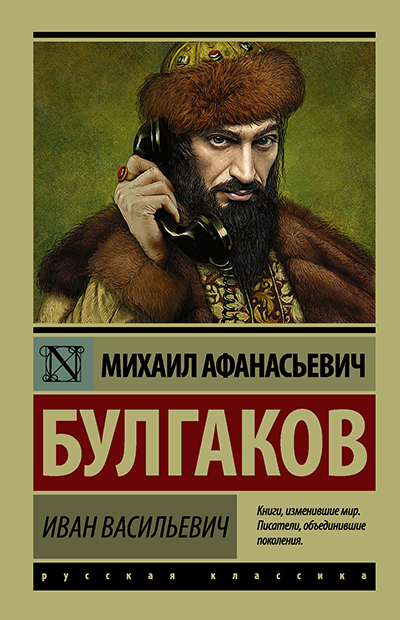 МИХАИЛ АФАНАСЬЕВИЧ
БУЛГАКОВ
ИВАН ВАСИЛЬЕВИЧ
Книги, изменившие мир.
Писатели, объединившие
поколения.
русская классика